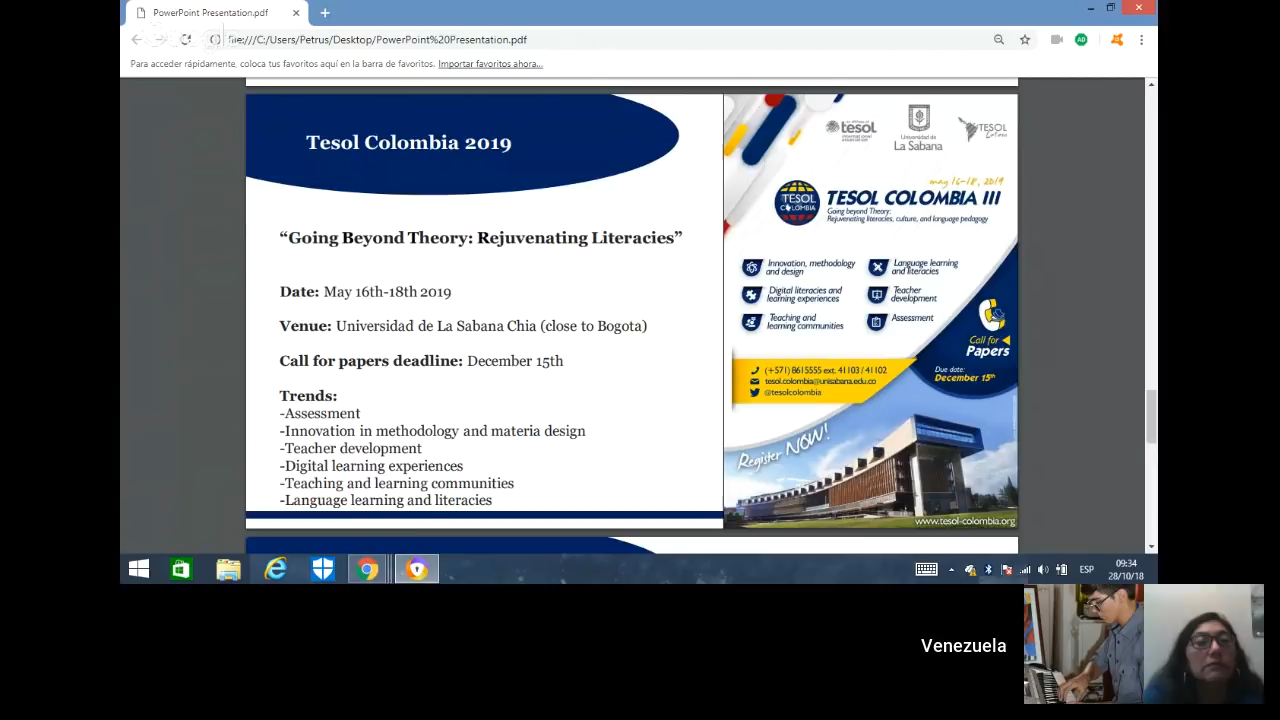 PowerPoint Presentation.pdf
file:///C:/Users/Petrus/Desktop/PowerPoint%20Presentation.pdf
Para acceder rápidamente, coloca tus favoritos aquí en la barra de favoritos. Importar favoritos ahora...
Tesol Colombia 2019
“Going Beyond Theory: Rejuvenating Literacies”
Date: May 16th-18th 2019
Venue: Universidad de La Sabana Chia (close to Bogota)
Call for papers deadline: December 15th
Trends:
-Assessment
-Innovation in methodology and materia design
-Teacher development
-Digital learning experiences
-Teaching and learning communities
-Language learning and literacies
tesol
Universidad de
La Sabana
TESOL
may 16-18, 2019
TESOL
COLOMBIA
TESOL COLOMBIA III
Going beyond Theory:
Rejuvenating literacies, culture, and language pedagogy
Innovation, methodology
and design
Language learning
and literacies
Digital literacies and
learning experiences
Teacher
development
Teaching and
learning communities
Assessment
Call for
Papers
Due date:
December 15th
(+571) 8615555 ext. 41103 / 41102
tesol.colombia@unisabana.edu.co
@tesolcolombia
Register NOW!
www.tesol-colombia.org
ESP
09:34
28/10/18
Venezuela